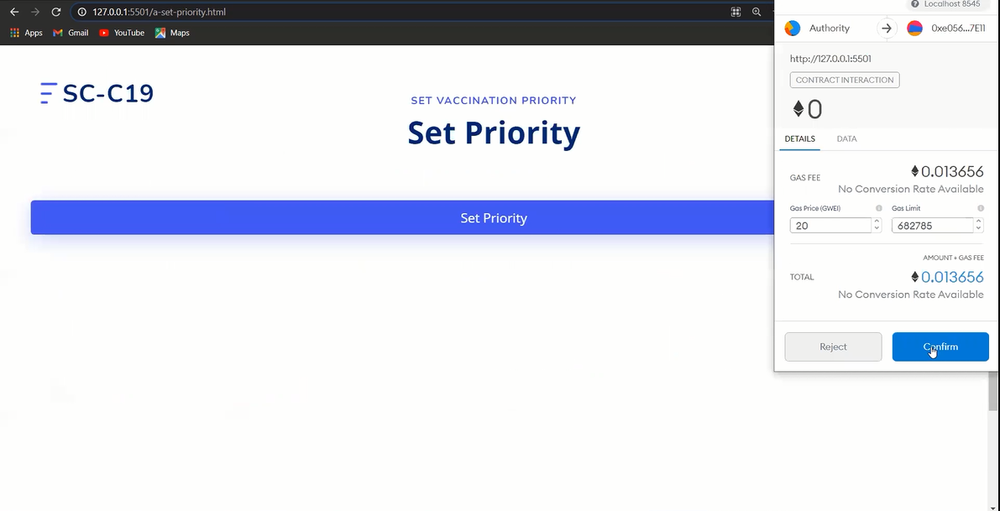 127.0.0.1:5501/a-set-priority.html
Apps Gmail YouTube Maps
SC-C19
SET VACCINATION PRIORITY
Set Priority
Set Priority
Localhost 8545
Authority 0xe056...7E11
http://127.0.0.1:5501
CONTRACT INTERACTION
0
DETAILS DATA
GAS FEE 0.013656
No Conversion Rate Available
Gas Price (GWEI) Gas Limit
20 682785
AMOUNT + GAS FEE
TOTAL 0.013656
No Conversion Rate Available
Reject Confirm